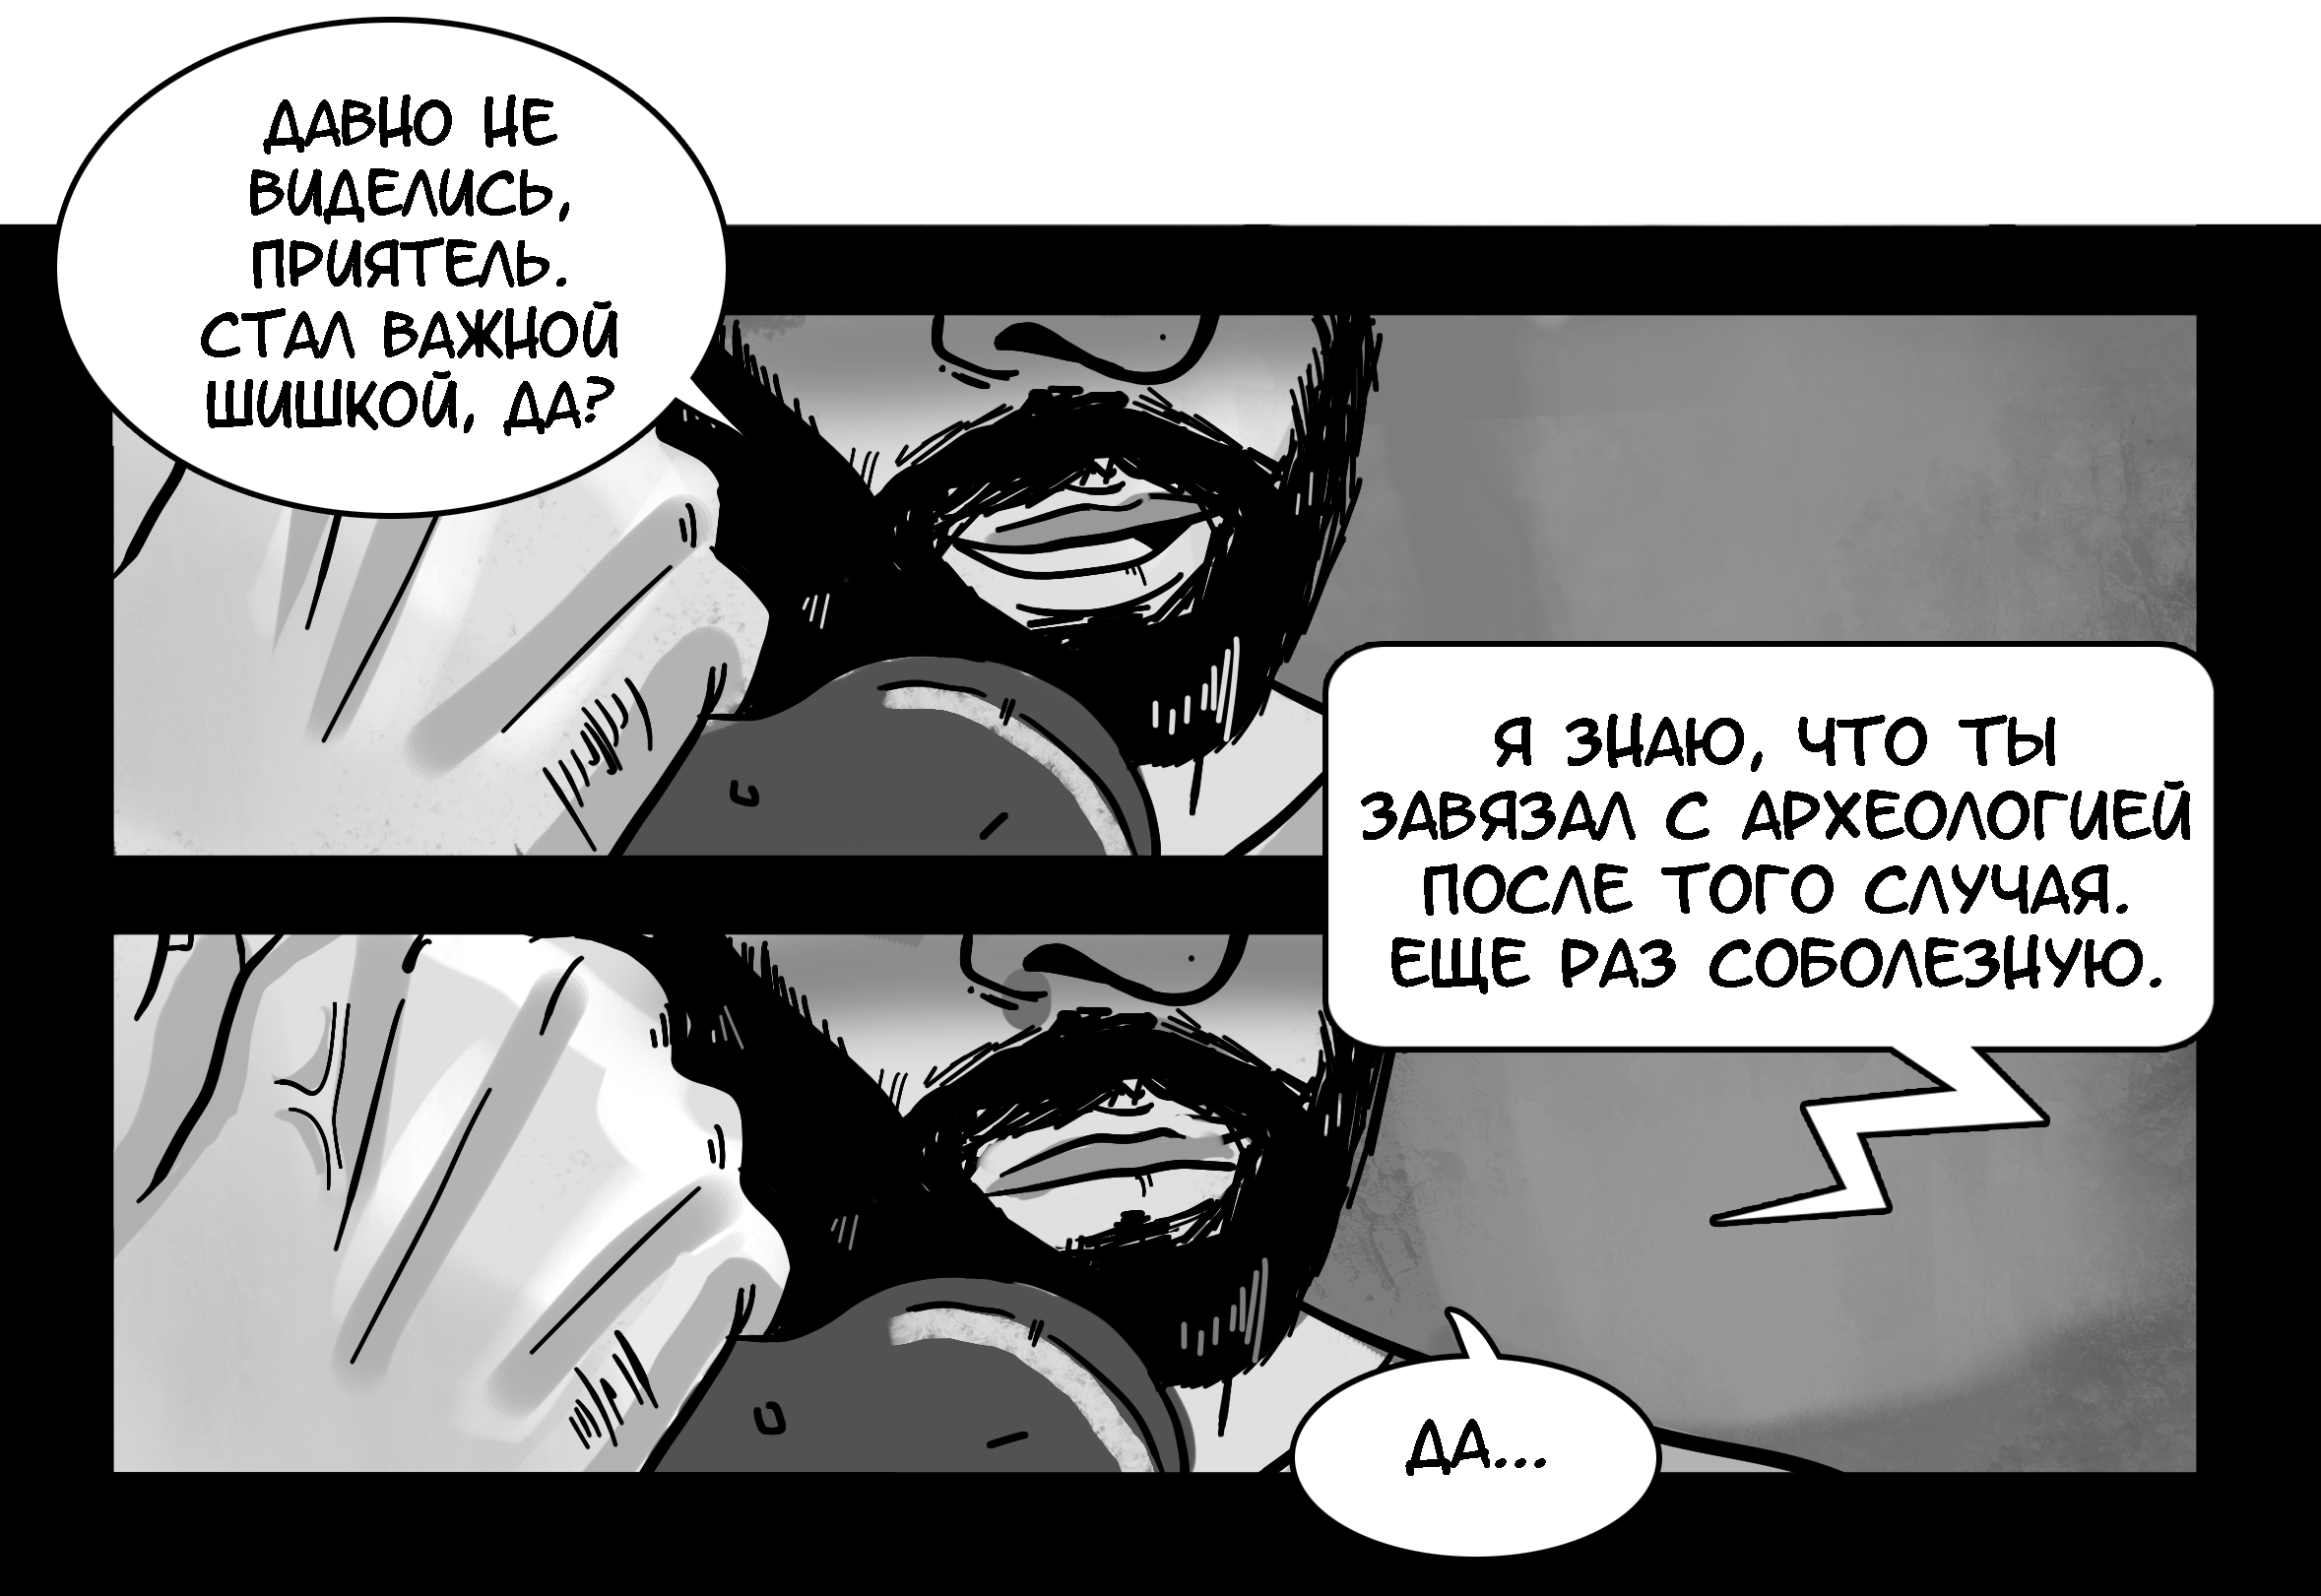 ДАВНО НЕ
ВИДЕЛИСЬ,
ПРИЯТЕЛЬ.
СТАЛ ВАЖНОЙ
ШИШКОЙ, ДА?
Я ЗНАЮ, ЧТО ТЫ
ЗАВЯЗАЛ С АРХЕОЛОГИЕЙ
ПОСЛЕ ТОГО СЛУЧАЯ.
ЕЩЕ РАЗ СОБОЛЕЗНУЮ.
ДА...